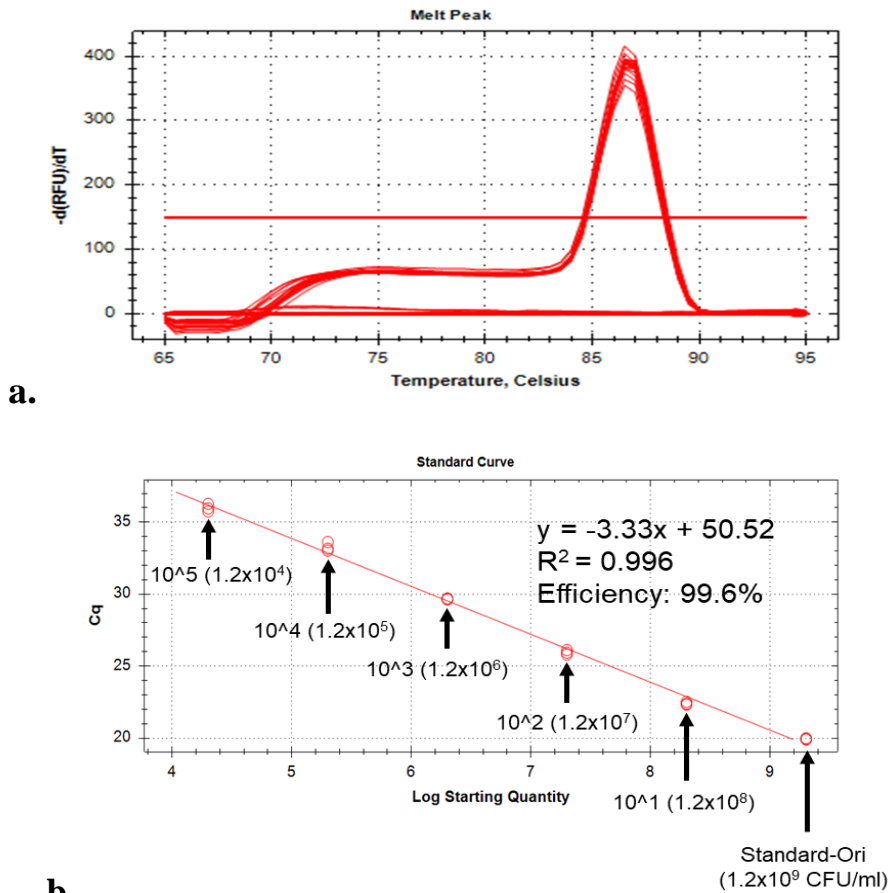 Melt Peak
400
300
200
100
0
-d(RFU)/dT
65 70 75 80 85 90 95
Temperature, Celsius
a.
Standard Curve
35
30
25
20
Cq
y = -3.33x + 50.52
R² = 0.996
Efficiency: 99.6%
10^5 (1.2x10⁴)
10^4 (1.2x10⁵)
10^3 (1.2x10⁶)
10^2 (1.2x10⁷)
10^1 (1.2x10⁸)
4 5 6 7 8 9
Log Starting Quantity
Standard-Ori
(1.2x10⁹ CFU/ml)
b